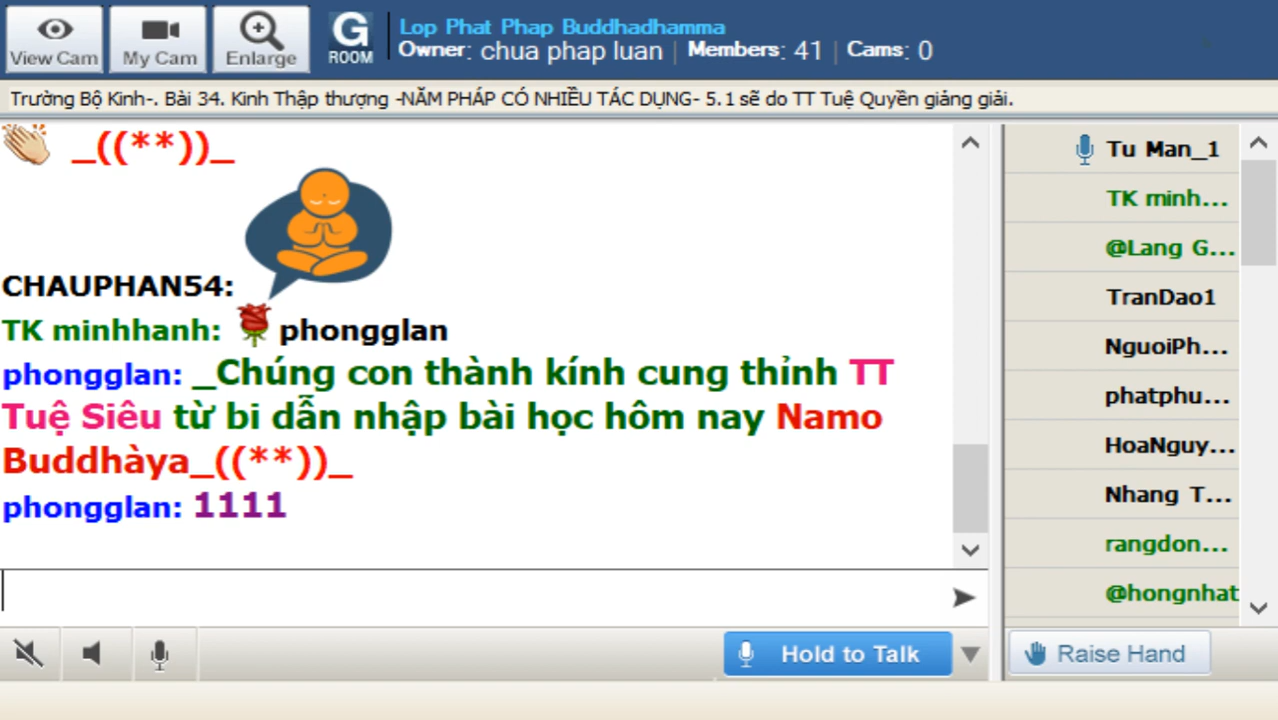 View Cam
My Cam
Enlarge
G
ROOM
Lop Phat Phap Buddhadhamma
Owner: chua phap luan | Members: 41 | Cams: 0
Trường Bộ Kinh-. Bài 34. Kinh Thập thượng -NĂM PHÁP CÓ NHIỀU TÁC DỤNG- 5.1 sẽ do TT Tuệ Quyền giảng giải.
_((**))_
CHAUPHAN54:
TK minhhanh: phongglan
phongglan: _Chúng con thành kính cung thỉnh TT
Tuệ Siêu từ bi dẫn nhập bài học hôm nay Namo
Buddhàya_((**))_
phongglan: 1111
Tu Man_1
TK minh...
@Lang G...
TranDao1
NguoiPh...
phatphu...
HoaNguy...
Nhang T...
rangdon...
@hongnhat
Hold to Talk
Raise Hand